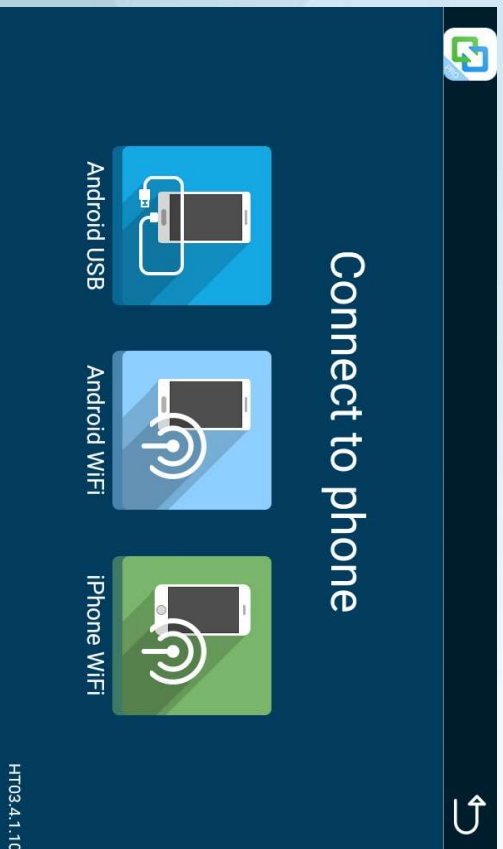 Connect to phone
Android USB
Android WiFi
iPhone WiFi
HT03.4.1.10